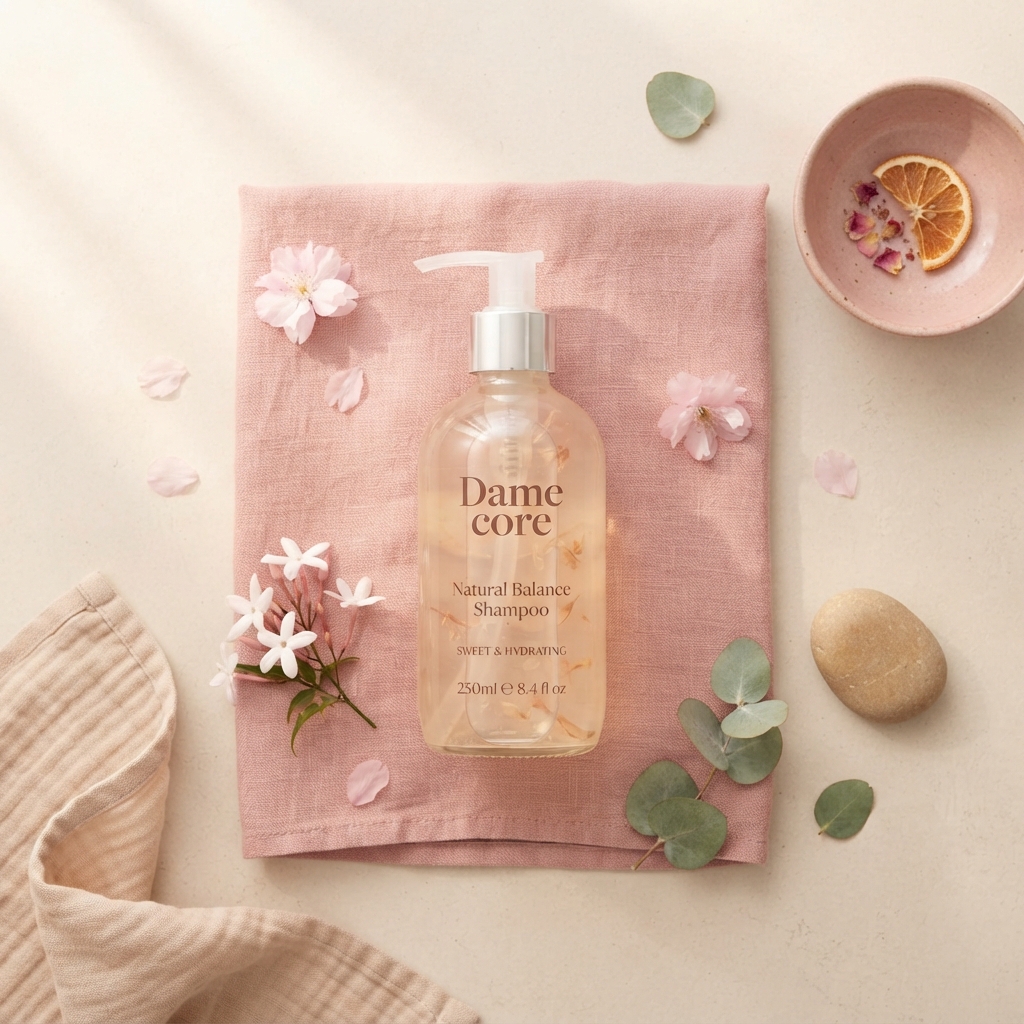 Dame
core
Natural Balance
Shampoo
SWEET & HYDRATING
250ml ℮ 8.4 fl oz